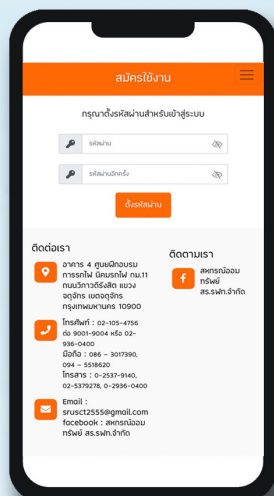 สมัครใช้งาน
กรุณาตั้งรหัสผ่านสำหรับเข้าสู่ระบบ
รหัสผ่าน
รหัสผ่านอีกครั้ง
ตั้งรหัสผ่าน
ติดต่อเรา
อาคาร 4 ศูนย์ฝึกอบรม
การรถไฟ นิคมรถไฟ กม.11
ถนนวิภาวดีรังสิต แขวง
จตุจักร เขตจตุจักร
กรุงเทพมหานคร 10900
โทรศัพท์ : 02-105-4756
ต่อ 9001-9004 หรือ 02-
936-0400
มือถือ : 086 - 3017390,
094 - 5518620
โทรสาร : 0-2537-9140,
02-5379278, 0-2936-0400
Email :
srusct2555@gmail.com
facebook : สหกรณ์ออม
ทรัพย์ สร.รฟท.จำกัด
ติดตามเรา
สหกรณ์ออม
ทรัพย์
สร.รฟท.จำกัด